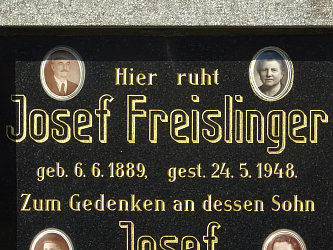 Hier ruht
Josef Freislinger
geb. 6. 6. 1889, gest. 24. 5. 1948.
Zum Gedenken an dessen Sohn
Josef